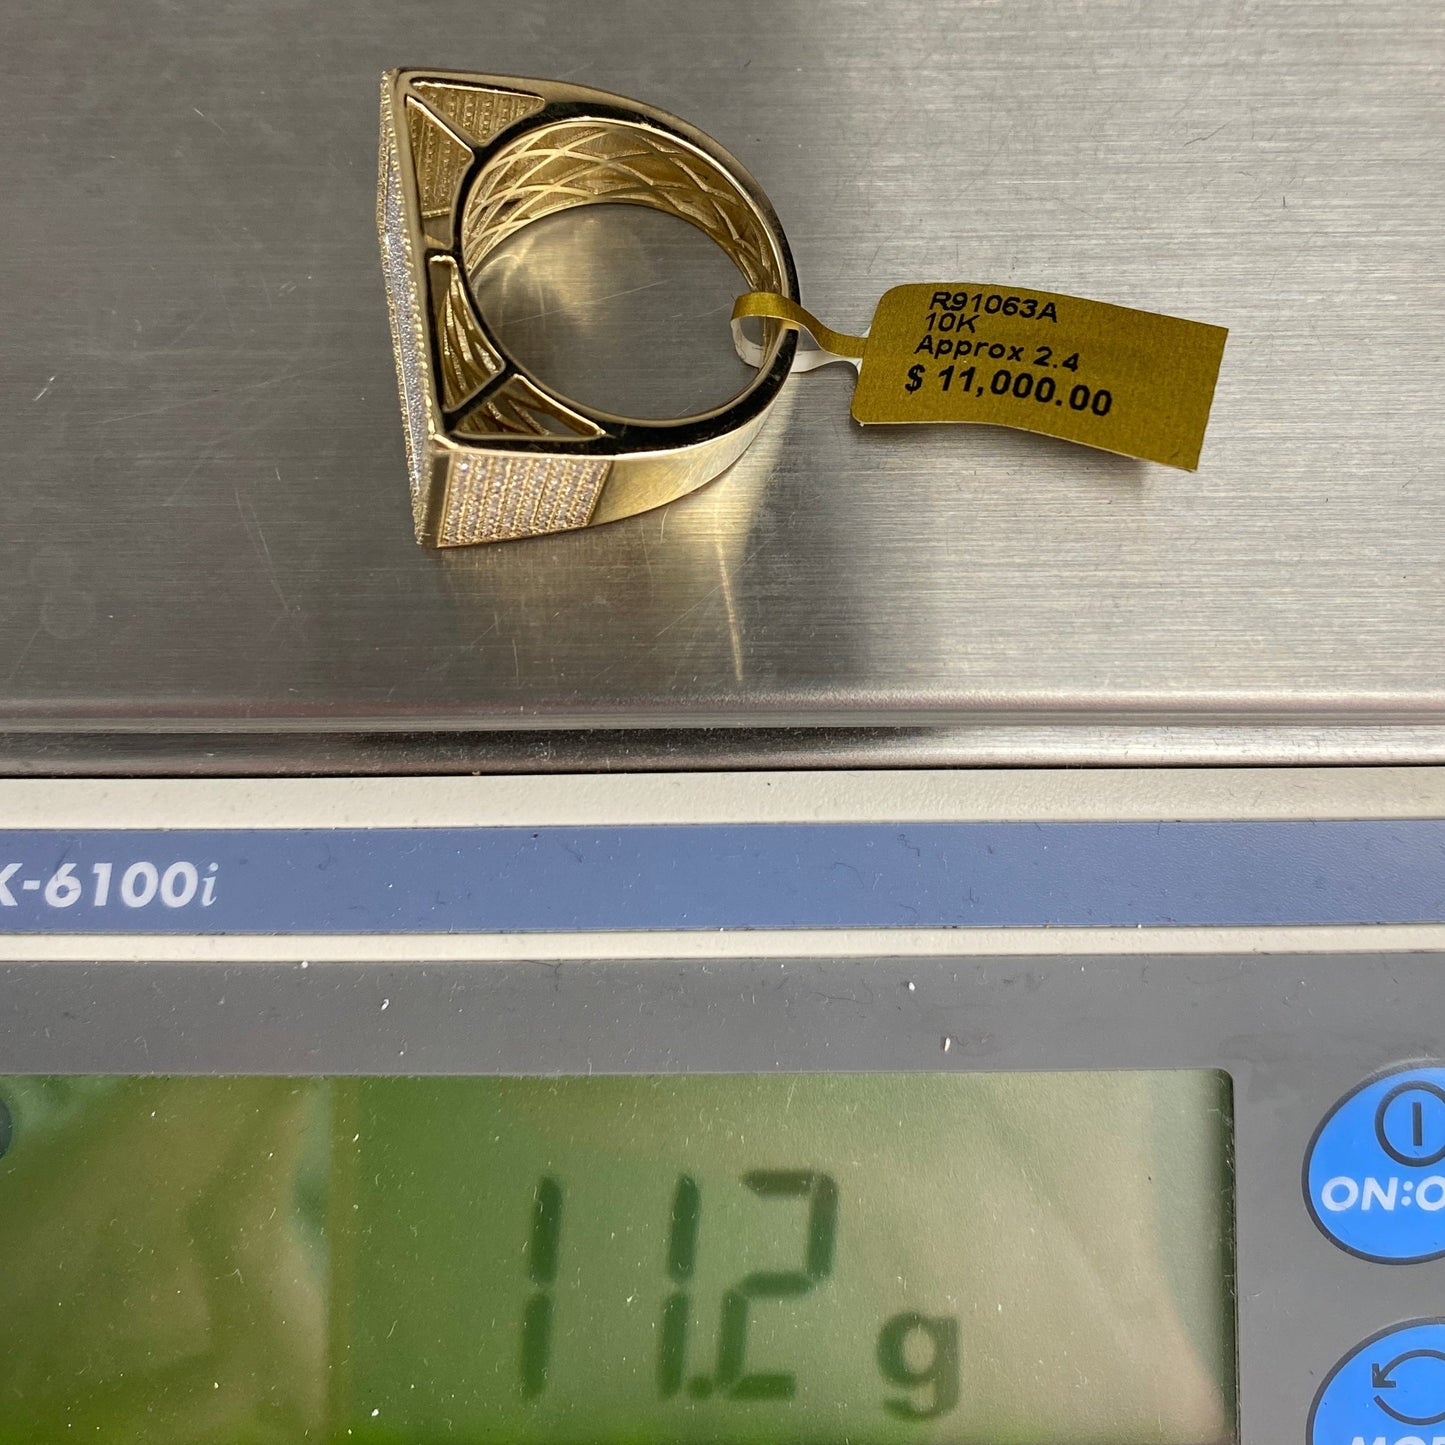 R91063A
10K
Approx 2.4
$ 11,000.00
K-6100i
11.2 g
ON:O